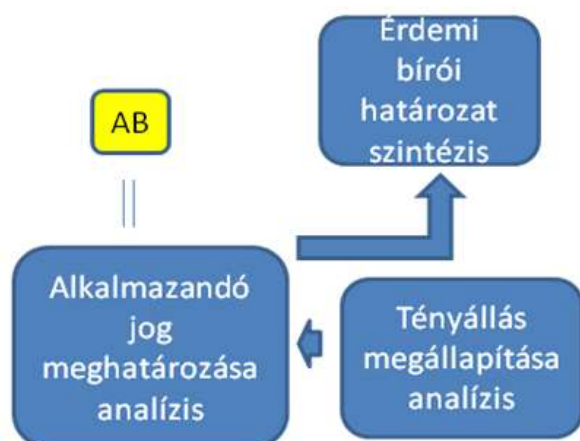 Érdemi
bírói
határozat
szintézis
AB
Alkalmazandó
jog
meghatározása
analízis
Tényállás
megállapítása
analízis